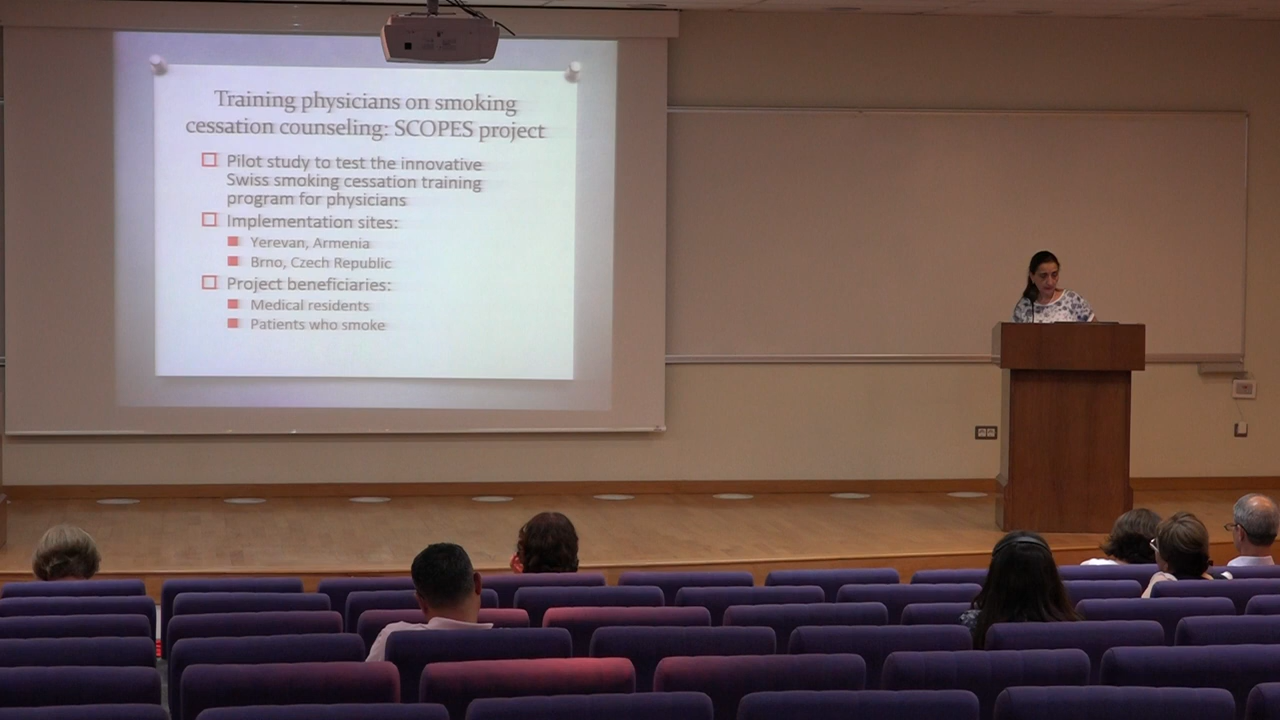 Training physicians on smoking
cessation counseling: SCOPES project
Pilot study to test the innovative
Swiss smoking cessation training
program for physicians
Implementation sites:
Yerevan, Armenia
Brno, Czech Republic
Project beneficiaries:
Medical residents
Patients who smoke